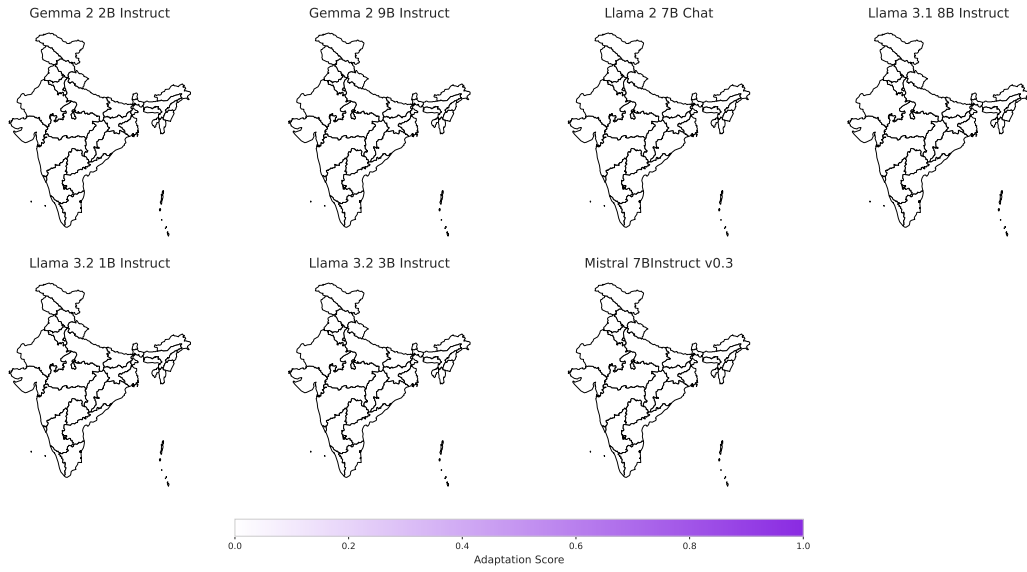 Gemma 2 2B Instruct
Gemma 2 9B Instruct
Llama 2 7B Chat
Llama 3.1 8B Instruct
Llama 3.2 1B Instruct
Llama 3.2 3B Instruct
Mistral 7BInstruct v0.3
0.0 0.2 0.4 0.6 0.8 1.0
Adaptation Score